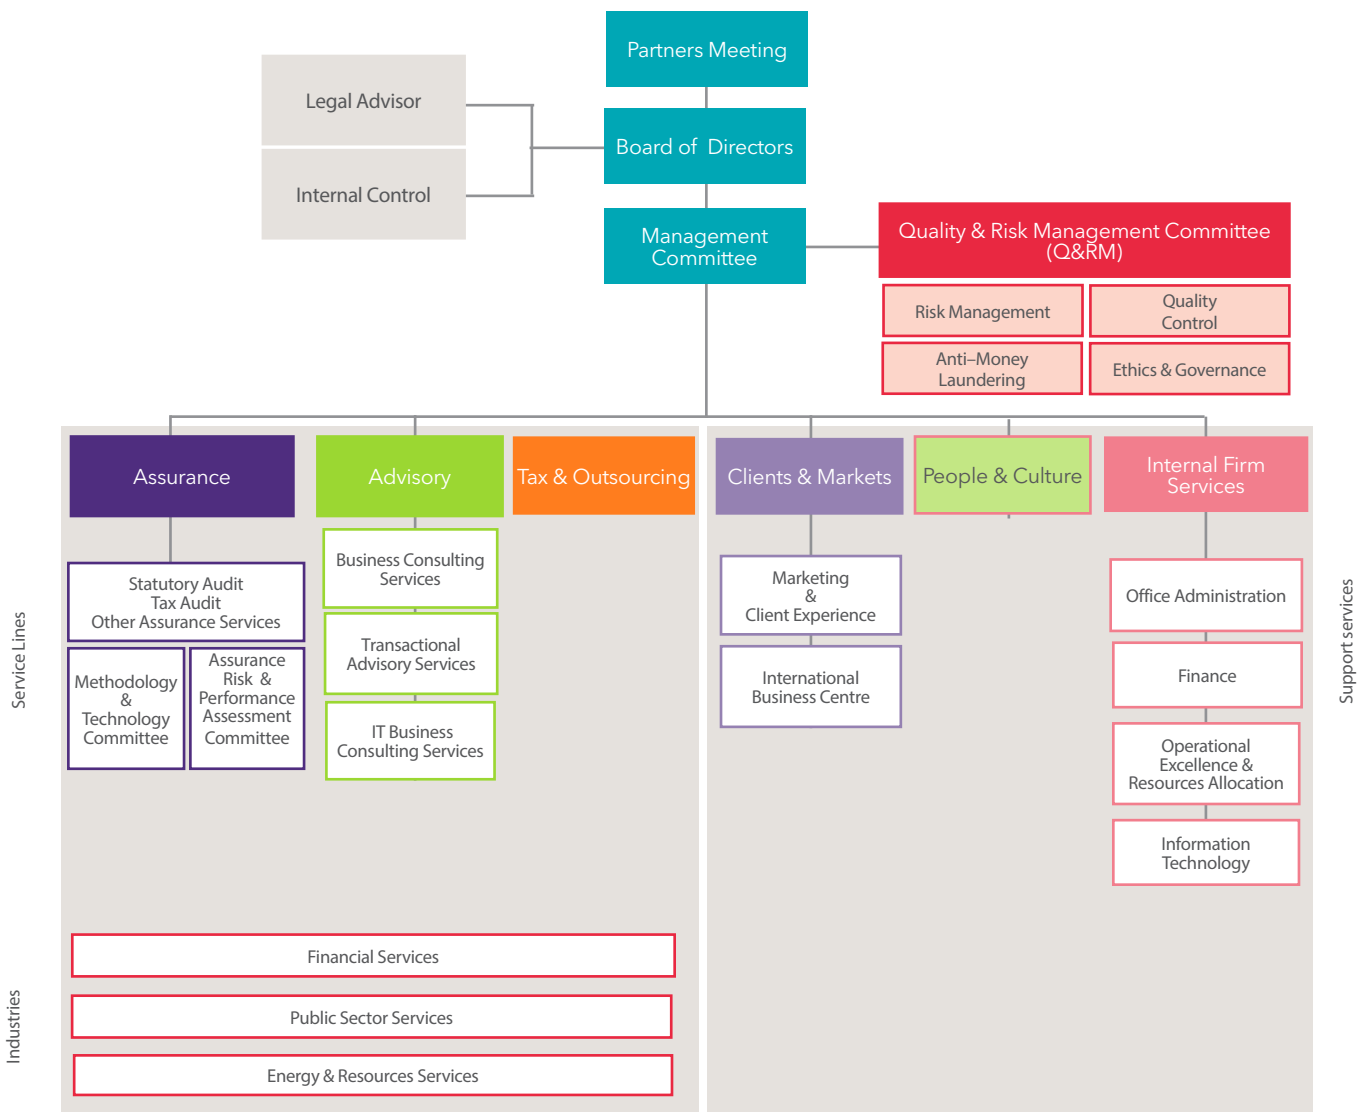 Partners Meeting
Legal Advisor
Board of Directors
Internal Control
Management
Committee
Quality & Risk Management Committee
(Q&RM)
Risk Management
Quality
Control
Anti–Money
Laundering
Ethics & Governance
Assurance
Advisory
Tax & Outsourcing
Clients & Markets
People & Culture
Internal Firm
Services
Service Lines
Statutory Audit
Tax Audit
Other Assurance Services
Methodology
&
Technology
Committee
Assurance
Risk &
Performance
Assessment
Committee
Business Consulting
Services
Transactional
Advisory Services
IT Business
Consulting Services
Marketing
&
Client Experience
International
Business Centre
Office Administration
Finance
Operational
Excellence &
Resources Allocation
Information
Technology
Support services
Industries
Financial Services
Public Sector Services
Energy & Resources Services